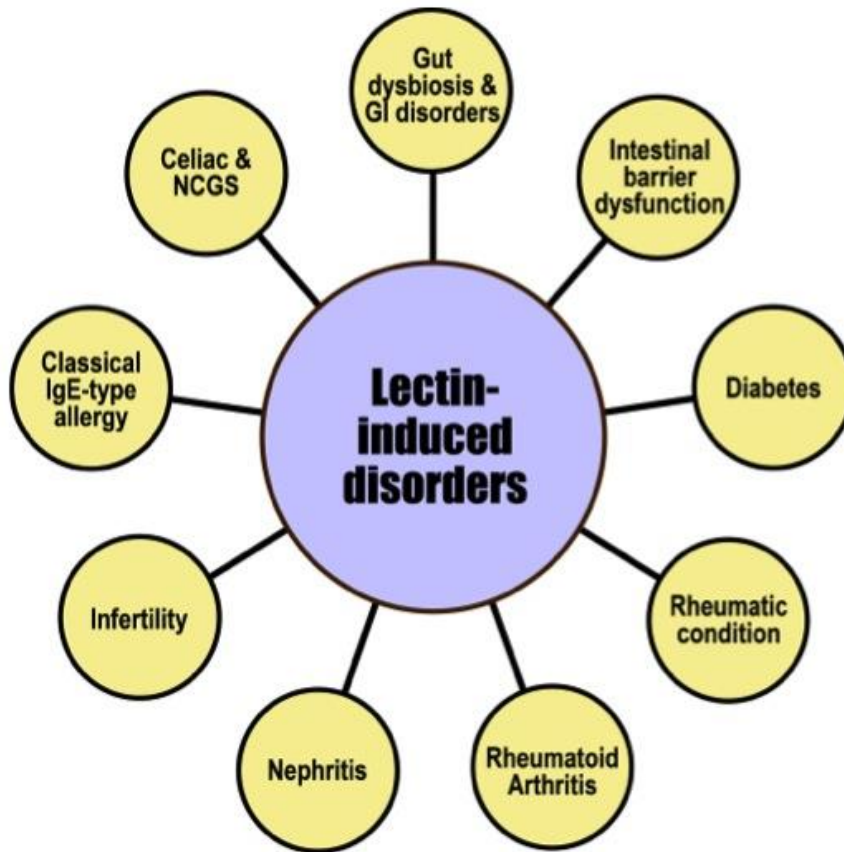 Gut
dysbiosis &
GI disorders
Intestinal
barrier
dysfunction
Diabetes
Rheumatic
condition
Rheumatoid
Arthritis
Nephritis
Infertility
Classical
IgE-type
allergy
Celiac &
NCGS
Lectin-
induced
disorders